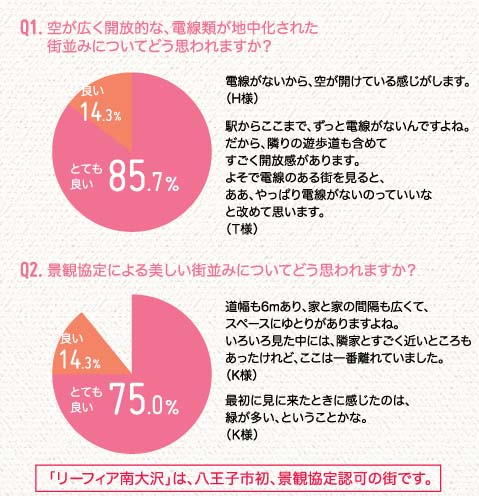 Q1. 空が広く開放的な、電線類が地中化された
街並みについてどう思われますか？
良い
14.3%
とても
良い
85.7%
電線がないから、空が開けている感じがします。
（H様）
駅からここまで、ずっと電線がないんですよね。
だから、隣りの遊歩道も含めて
すごく開放感があります。
よそで電線のある街を見ると、
ああ、やっぱり電線がないのっていいな
と改めて思います。
（T様）
Q2. 景観協定による美しい街並みについてどう思われますか？
良い
14.3%
とても
良い
75.0%
道幅も6mあり、家と家の間隔も広くて、
スペースにゆとりがありますよね。
いろいろ見た中には、隣家とすごく近いところも
あったけれど、ここは一番離れていました。
（K様）
最初に見に来たときに感じたのは、
緑が多い、ということかな。
（K様）
「リーフィア南大沢」は、八王子市初、景観協定認可の街です。